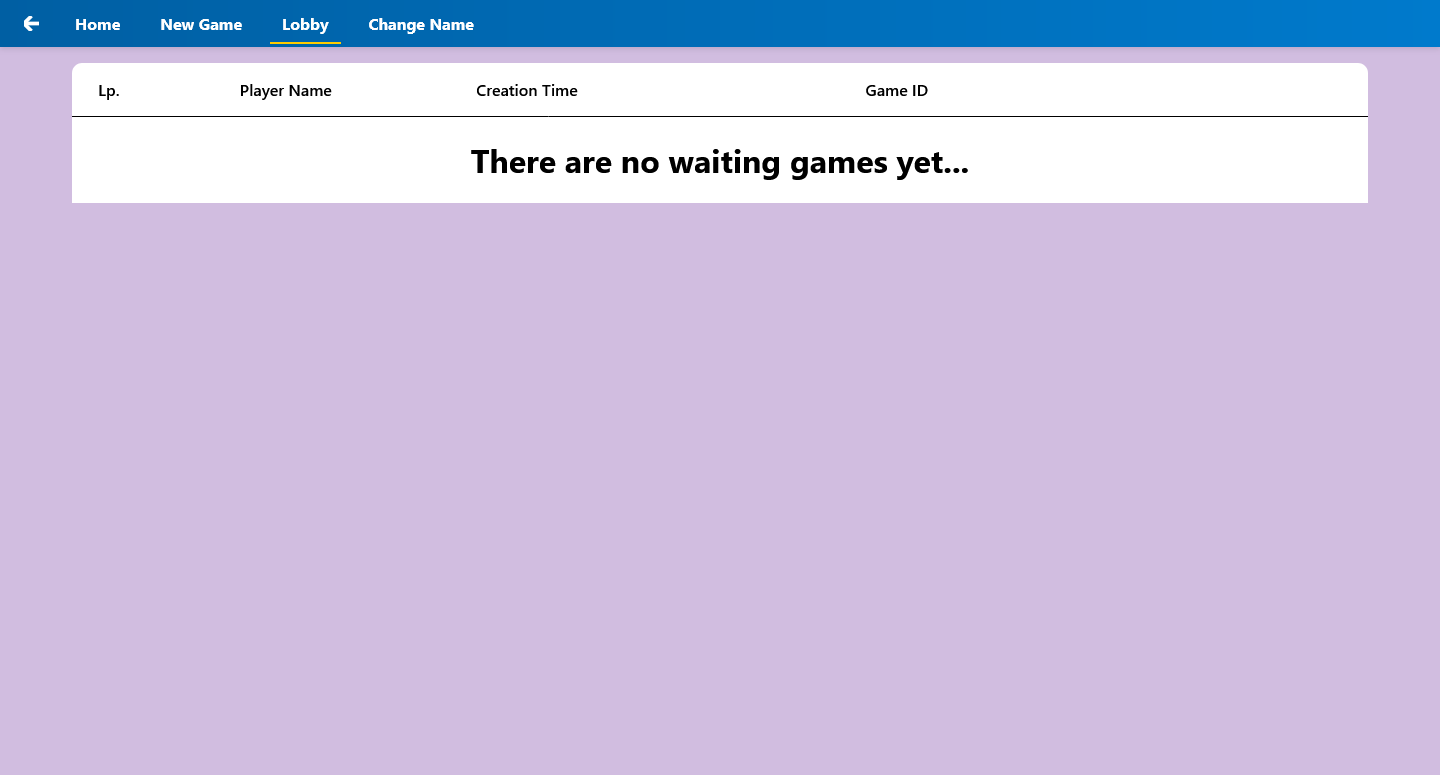 Home New Game Lobby Change Name
Lp. Player Name Creation Time Game ID
There are no waiting games yet...